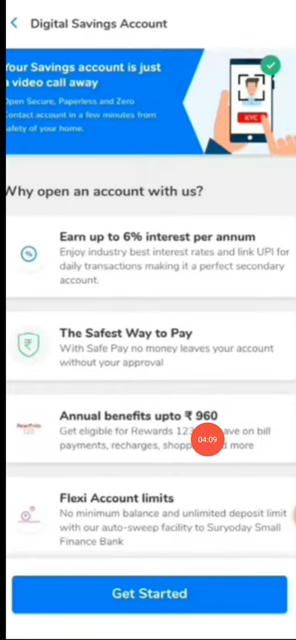 Digital Savings Account
Your Savings account is just
a video call away
Open Secure, Paperless and Zero
Contact account in a few minutes from
safety of your home.
KYC
Why open an account with us?
Earn up to 6% interest per annum
Enjoy industry best interest rates and link UPI for
daily transactions making it a perfect secondary
account.
The Safest Way to Pay
With Safe Pay no money leaves your account
without your approval
Annual benefits upto ₹ 960
Rewards
123
Get eligible for Rewards 123 ave on bill
04:09
payments, recharges, shopp d more
Flexi Account limits
No minimum balance and unlimited deposit limit
with our auto-sweep facility to Suryoday Small
Finance Bank
Get Started